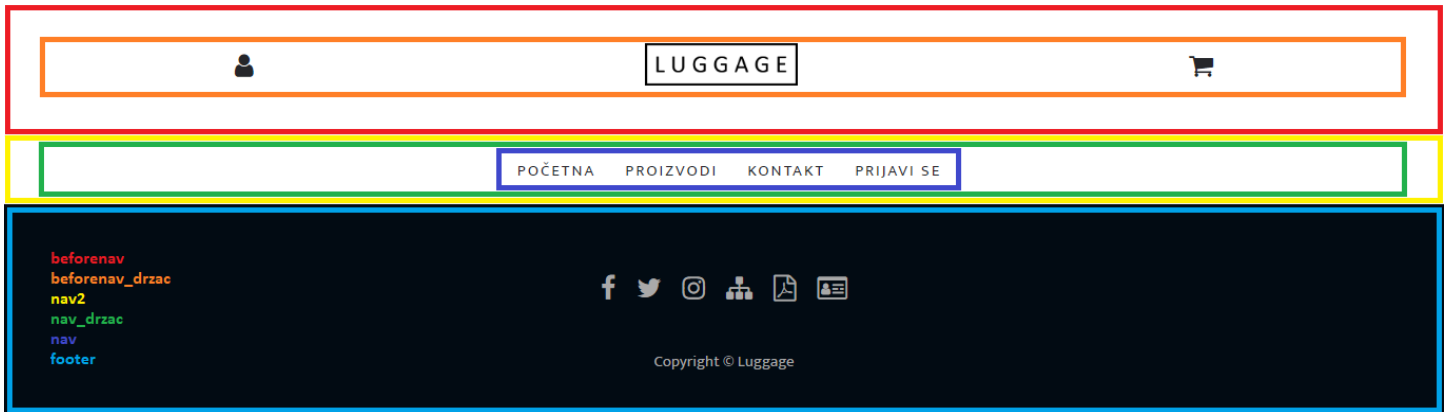 LUGGAGE
POČETNA PROIZVODI KONTAKT PRIJAVI SE
beforenav
beforenav_drzac
nav2
nav_drzac
nav
footer
Copyright © Luggage